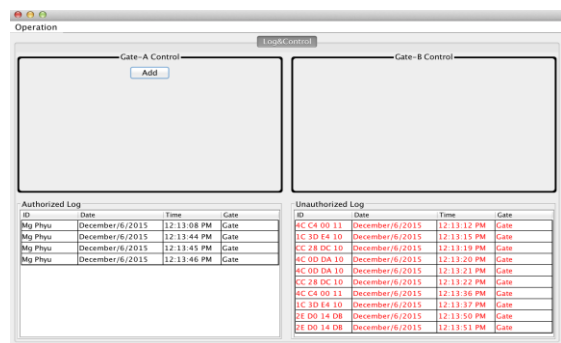 Operation
Log&Control
Gate-A Control
Gate-B Control
Add
Authorized Log
ID Date Time Gate
Mg Phyu December/6/2015 12:13:08 PM Gate
Mg Phyu December/6/2015 12:13:44 PM Gate
Mg Phyu December/6/2015 12:13:45 PM Gate
Mg Phyu December/6/2015 12:13:46 PM Gate
Unauthorized Log
ID Date Time Gate
4C C4 00 11 December/6/2015 12:13:12 PM Gate
1C 3D E4 10 December/6/2015 12:13:15 PM Gate
CC 28 DC 10 December/6/2015 12:13:19 PM Gate
4C 0D DA 10 December/6/2015 12:13:20 PM Gate
4C 0D DA 10 December/6/2015 12:13:21 PM Gate
CC 28 DC 10 December/6/2015 12:13:22 PM Gate
4C C4 00 11 December/6/2015 12:13:36 PM Gate
1C 3D E4 10 December/6/2015 12:13:37 PM Gate
2E D0 14 DB December/6/2015 12:13:50 PM Gate
2E D0 14 DB December/6/2015 12:13:51 PM Gate